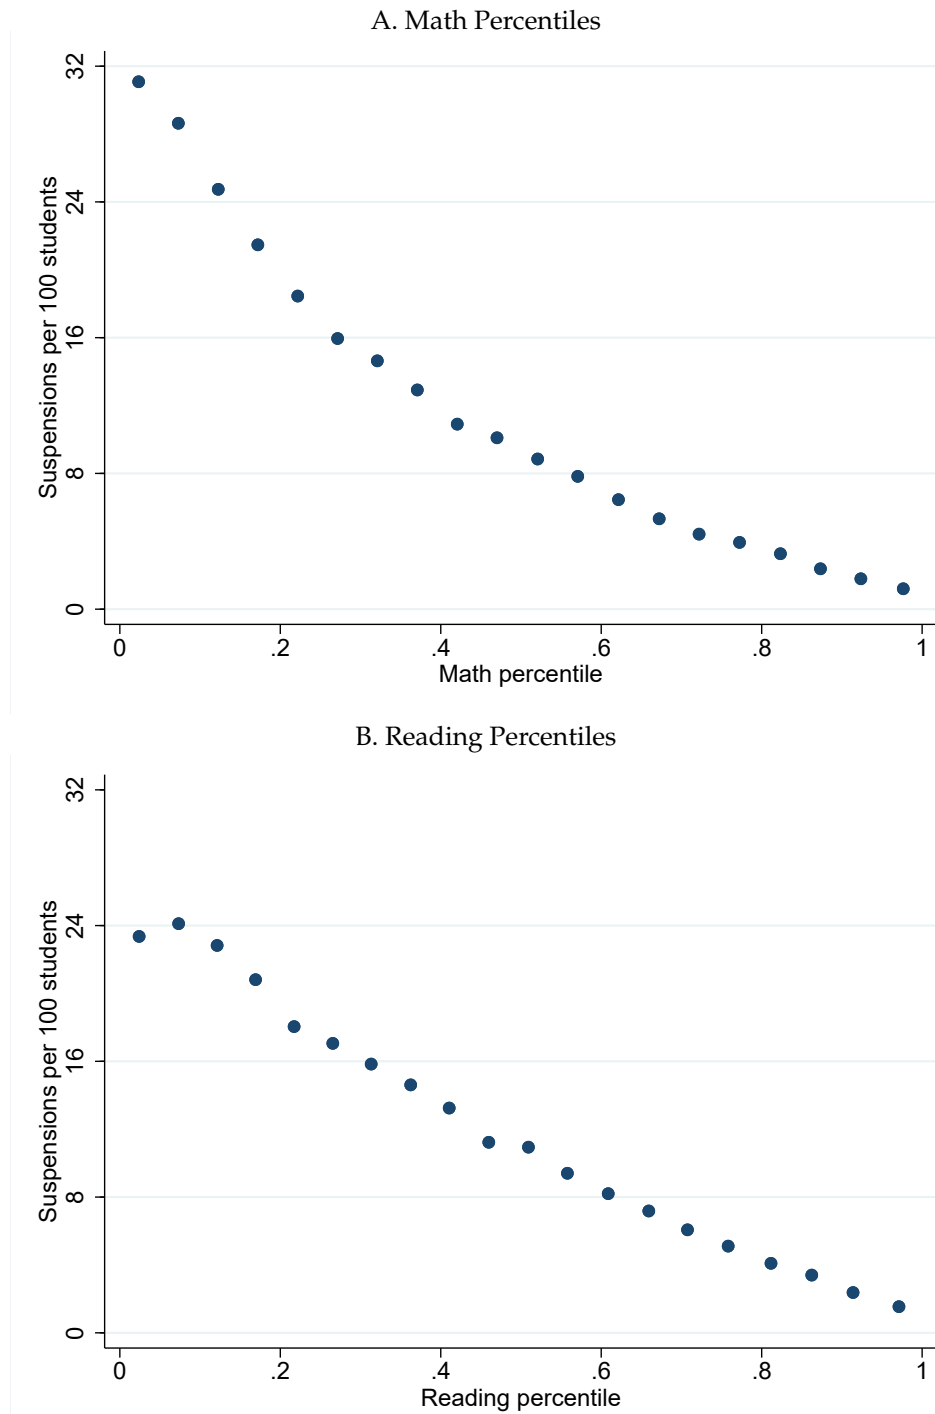 A. Math Percentiles
32
24
16
8
0
Suspensions per 100 students
0 .2 .4 .6 .8 1
Math percentile
B. Reading Percentiles
32
24
16
8
0
Suspensions per 100 students
0 .2 .4 .6 .8 1
Reading percentile